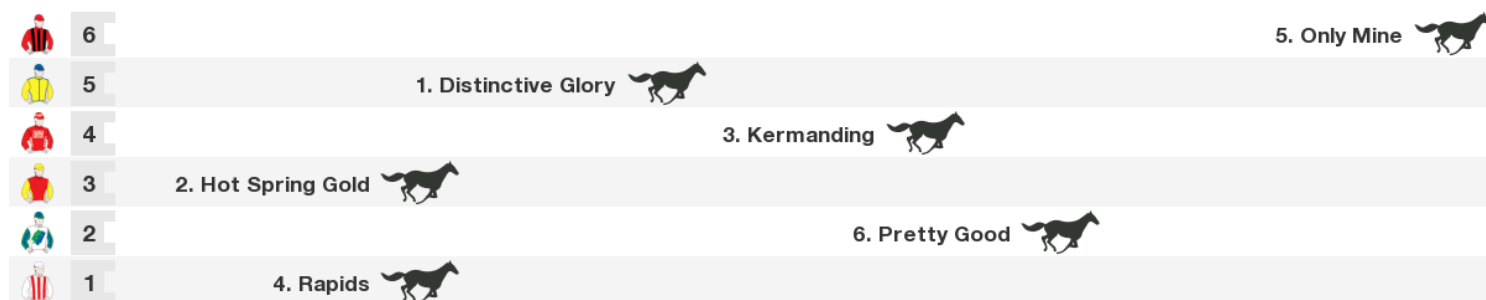 6 5. Only Mine
5 1. Distinctive Glory
4 3. Kermanding
3 2. Hot Spring Gold
2 6. Pretty Good
1 4. Rapids